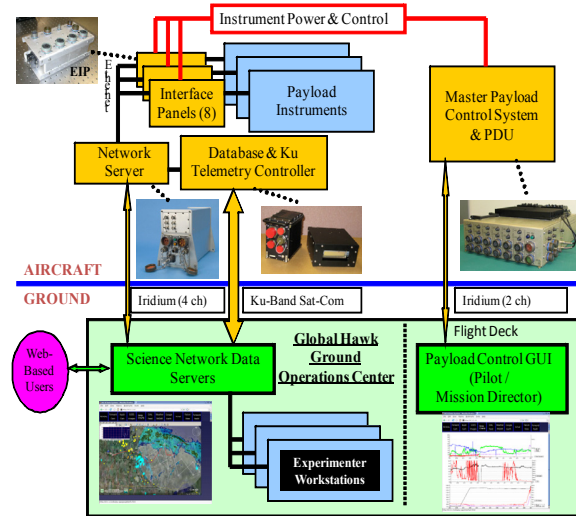 Instrument Power & Control
EIP
Ethernet
Interface
Panels (8)
Payload
Instruments
Master Payload
Control System
& PDU
Network
Server
Database & Ku
Telemetry Controller
AIRCRAFT
GROUND
Iridium (4 ch)
Ku-Band Sat-Com
Iridium (2 ch)
Web-
Based
Users
Science Network Data
Servers
Global Hawk
Ground
Operations Center
Flight Deck
Payload Control GUI
(Pilot /
Mission Director)
Experimenter
Workstations